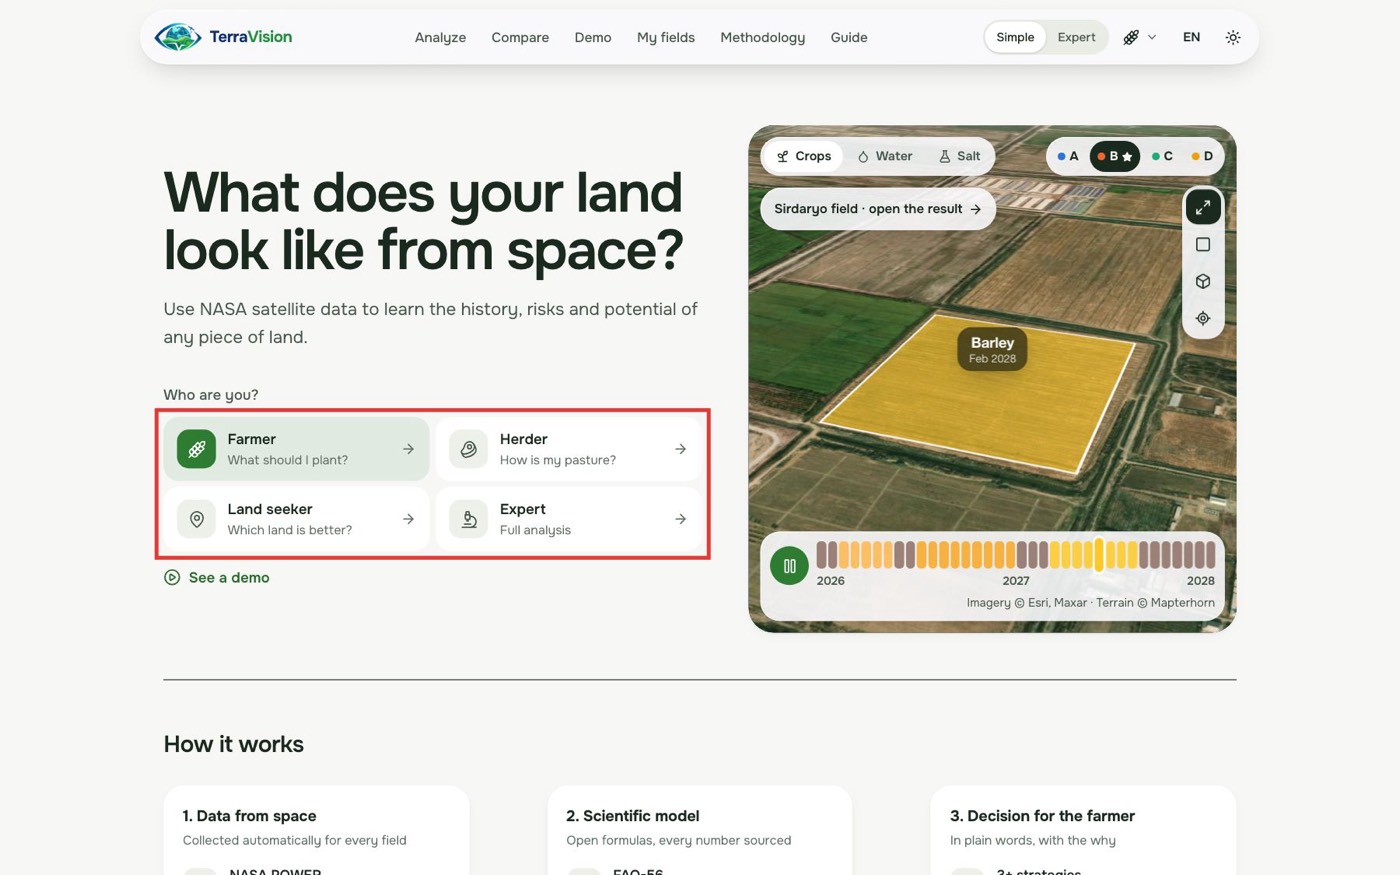 TerraVision
Analyze
Compare
Demo
My fields
Methodology
Guide
Simple
Expert
EN
What does your land
look like from space?
Use NASA satellite data to learn the history, risks and potential of
any piece of land.
Who are you?
Farmer
What should I plant?
Herder
How is my pasture?
Land seeker
Which land is better?
Expert
Full analysis
See a demo
Crops
Water
Salt
A
B
C
D
Sirdaryo field · open the result
Barley
Feb 2028
2026
2027
2028
Imagery © Esri, Maxar · Terrain © Mapterhorn
How it works
1. Data from space
Collected automatically for every field
NASA POWER
2. Scientific model
Open formulas, every number sourced
FAO-56
3. Decision for the farmer
In plain words, with the why
3+ strategies